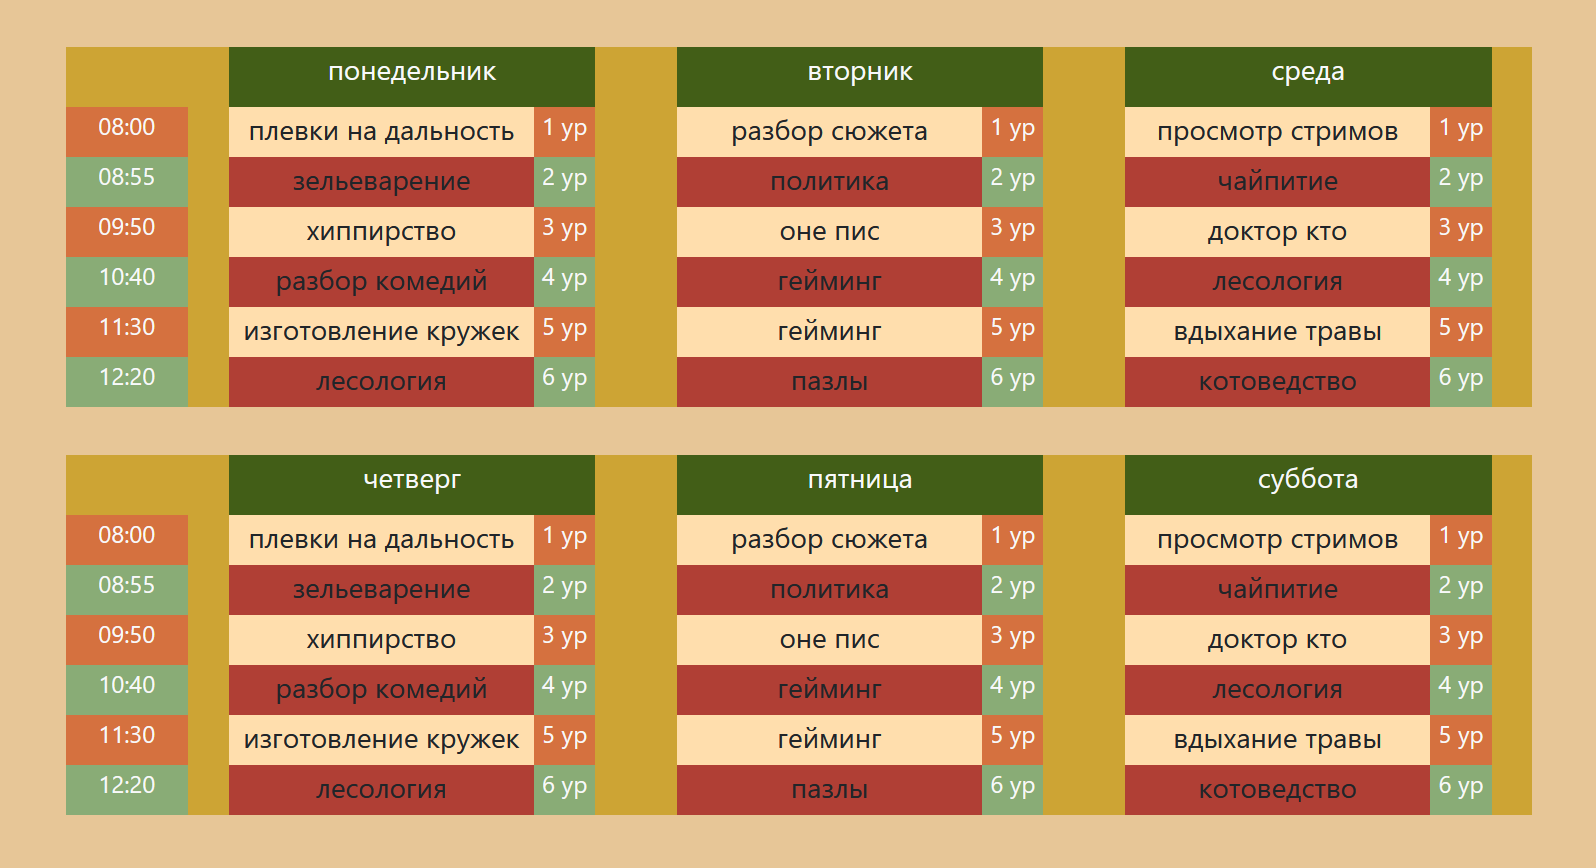 понедельник вторник среда
08:00 плевки на дальность 1 ур разбор сюжета 1 ур просмотр стримов 1 ур
08:55 зельеварение 2 ур политика 2 ур чайпитие 2 ур
09:50 хиппирство 3 ур оне пис 3 ур доктор кто 3 ур
10:40 разбор комедий 4 ур гейминг 4 ур лесология 4 ур
11:30 изготовление кружек 5 ур гейминг 5 ур вдыхание травы 5 ур
12:20 лесология 6 ур пазлы 6 ур котоведство 6 ур
четверг пятница суббота
08:00 плевки на дальность 1 ур разбор сюжета 1 ур просмотр стримов 1 ур
08:55 зельеварение 2 ур политика 2 ур чайпитие 2 ур
09:50 хиппирство 3 ур оне пис 3 ур доктор кто 3 ур
10:40 разбор комедий 4 ур гейминг 4 ур лесология 4 ур
11:30 изготовление кружек 5 ур гейминг 5 ур вдыхание травы 5 ур
12:20 лесология 6 ур пазлы 6 ур котоведство 6 ур